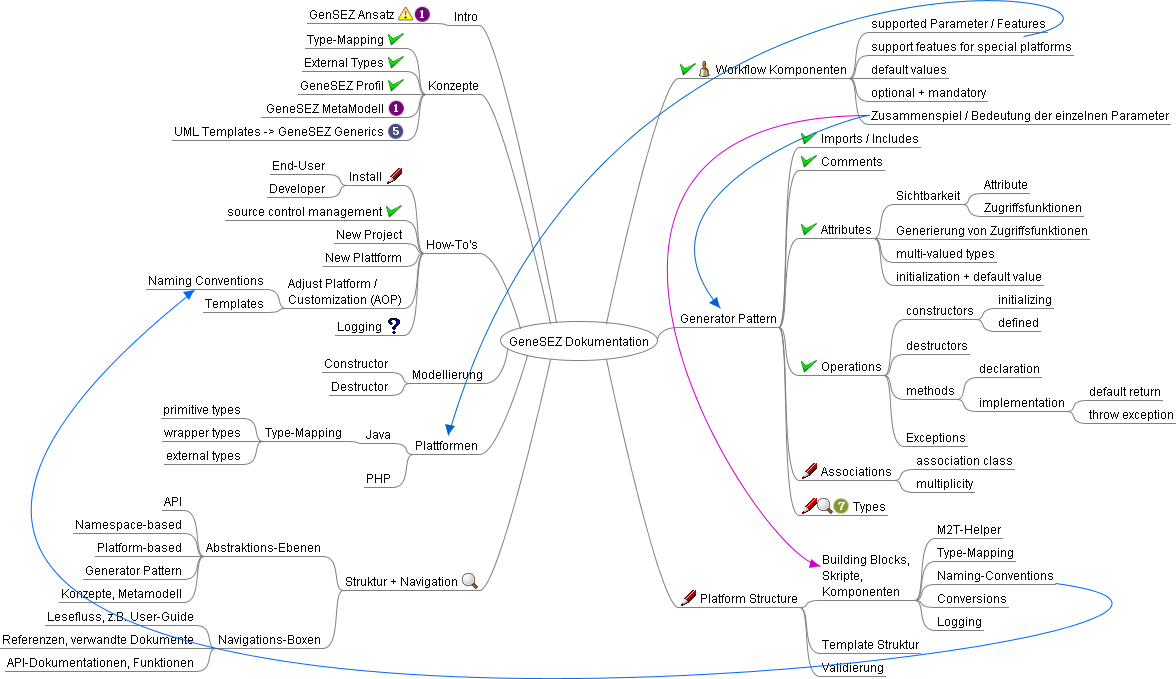 GeneSEZ Dokumentation
Intro
GenSEZ Ansatz
1
Konzepte
Type-Mapping
External Types
GeneSEZ Profil
GeneSEZ MetaModell
1
UML Templates -> GeneSEZ Generics
5
How-To's
Install
End-User
Developer
source control management
New Project
New Plattform
Adjust Platform /
Customization (AOP)
Naming Conventions
Templates
Logging
?
Modellierung
Constructor
Destructor
Plattformen
Java
Type-Mapping
primitive types
wrapper types
external types
PHP
Struktur + Navigation
Abstraktions-Ebenen
API
Namespace-based
Platform-based
Generator Pattern
Konzepte, Metamodell
Navigations-Boxen
Lesefluss, z.B. User-Guide
Referenzen, verwandte Dokumente
API-Dokumentationen, Funktionen
Workflow Komponenten
supported Parameter / Features
support featues for special platforms
default values
optional + mandatory
Zusammenspiel / Bedeutung der einzelnen Parameter
Generator Pattern
Imports / Includes
Comments
Attributes
Sichtbarkeit
Attribute
Zugriffsfunktionen
Generierung von Zugriffsfunktionen
multi-valued types
initialization + default value
Operations
constructors
initializing
defined
destructors
methods
declaration
implementation
default return
throw exception
Exceptions
Associations
association class
multiplicity
7
Types
Platform Structure
Building Blocks,
Skripte,
Komponenten
M2T-Helper
Type-Mapping
Naming-Conventions
Conversions
Logging
Template Struktur
Validierung